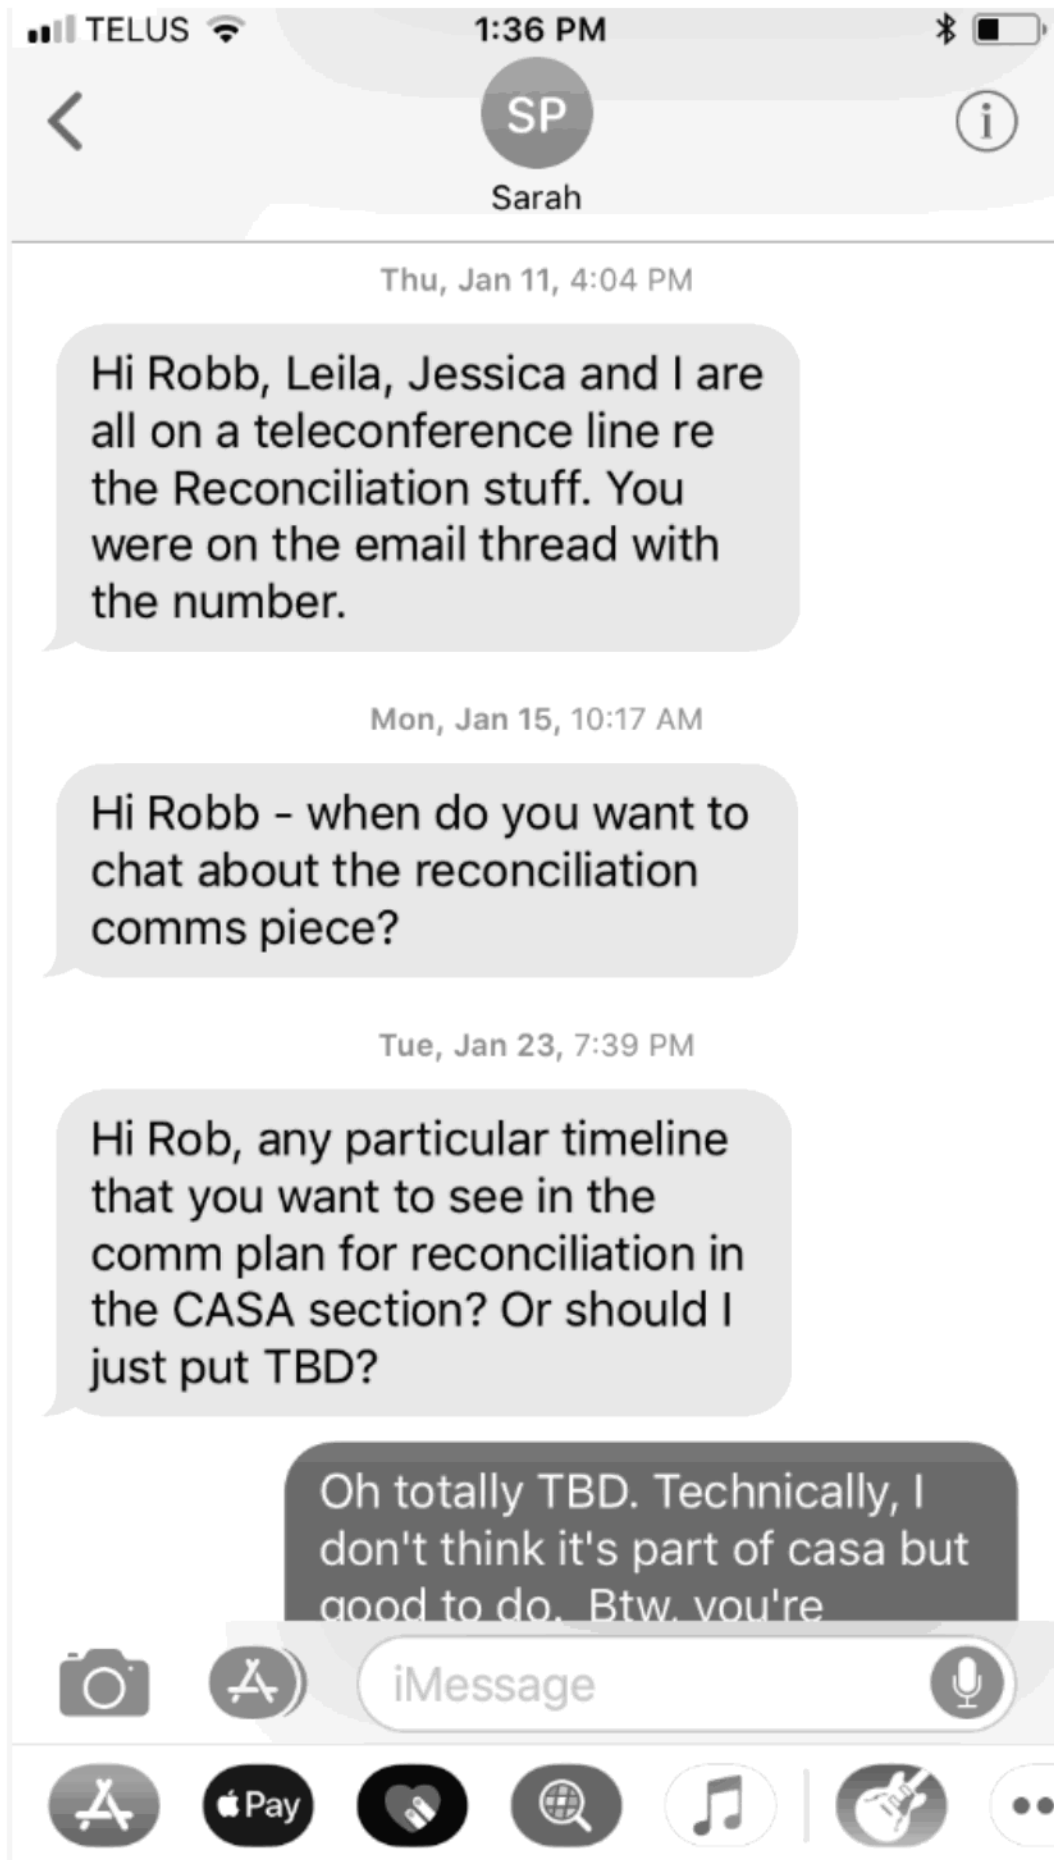 TELUS 1:36 PM
SP
Sarah
Thu, Jan 11, 4:04 PM
Hi Robb, Leila, Jessica and I are
all on a teleconference line re
the Reconciliation stuff. You
were on the email thread with
the number.
Mon, Jan 15, 10:17 AM
Hi Robb - when do you want to
chat about the reconciliation
comms piece?
Tue, Jan 23, 7:39 PM
Hi Rob, any particular timeline
that you want to see in the
comm plan for reconciliation in
the CASA section? Or should I
just put TBD?
Oh totally TBD. Technically, I
don't think it's part of casa but
good to do.  Btw, you're
iMessage
Pay